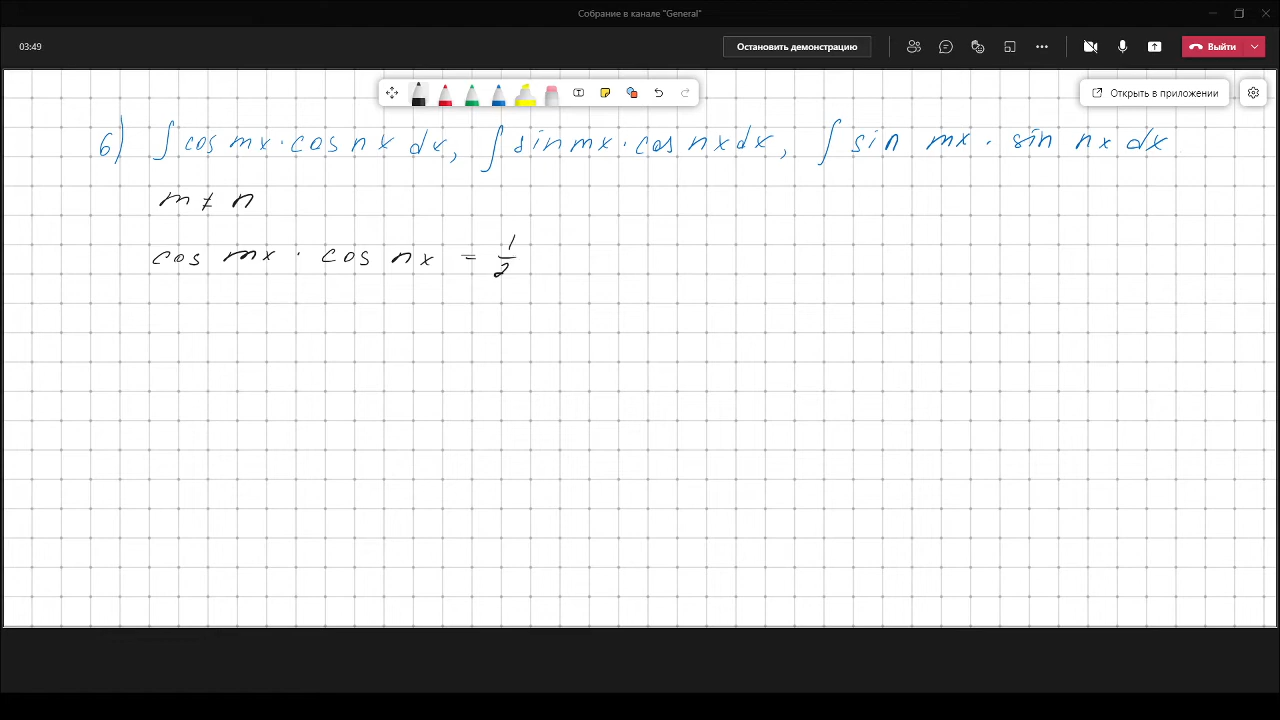 Собрание в канале "General"
03:49
Остановить демонстрацию
Выйти
Открыть в приложении
6) ∫ cos mx · cos nx dx, ∫ sin mx · cos nx dx, ∫ sin mx · sin nx dx
m ≠ n
cos mx · cos nx = 1/2